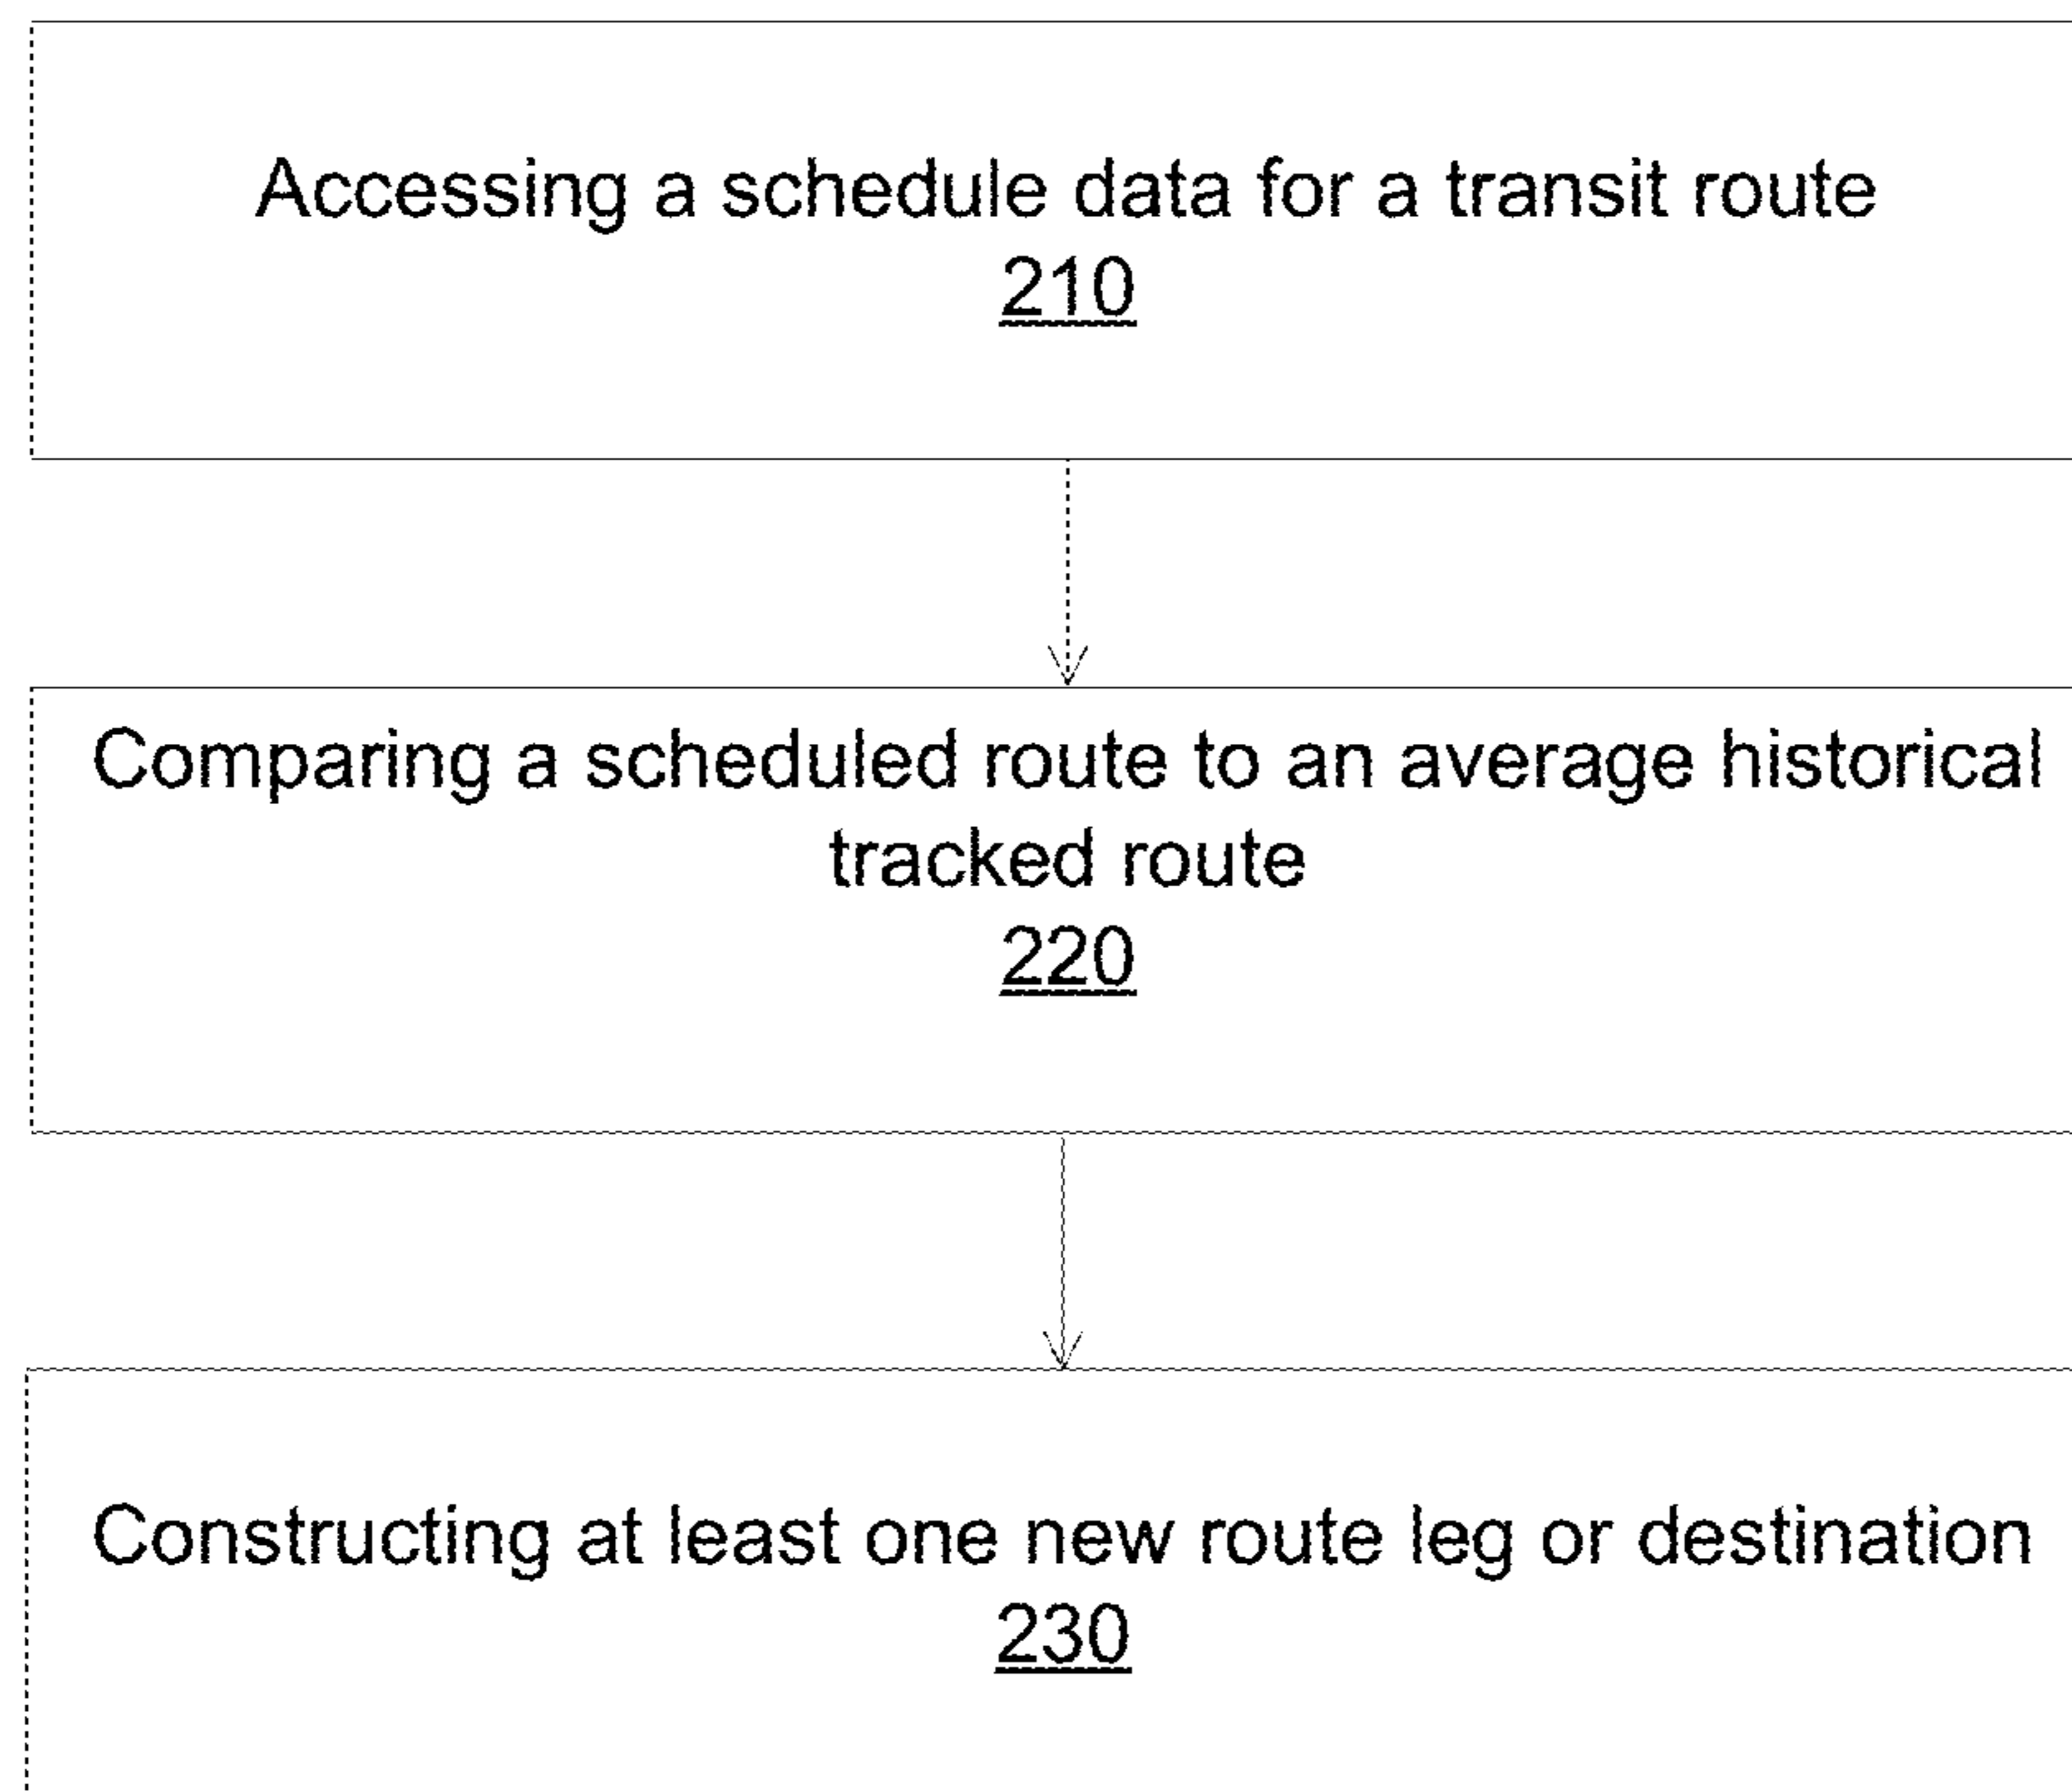 Accessing a schedule data for a transit route
210
Comparing a scheduled route to an average historical
tracked route
220
Constructing at least one new route leg or destination
230